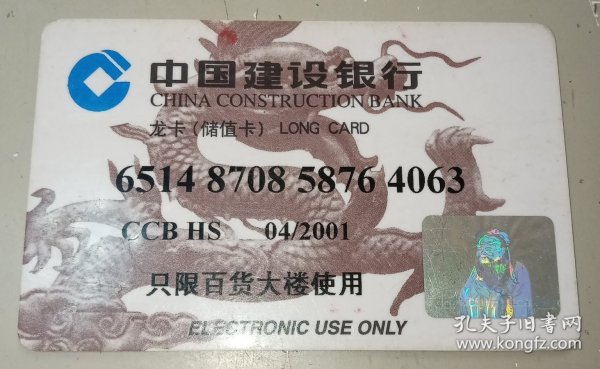 中国建设银行
CHINA CONSTRUCTION BANK
龙卡(储值卡) LONG CARD
6514 8708 5876 4063
CCB HS 04/2001
只限百货大楼使用
ELECTRONIC USE ONLY
孔夫子旧书网
www.kongfz.com